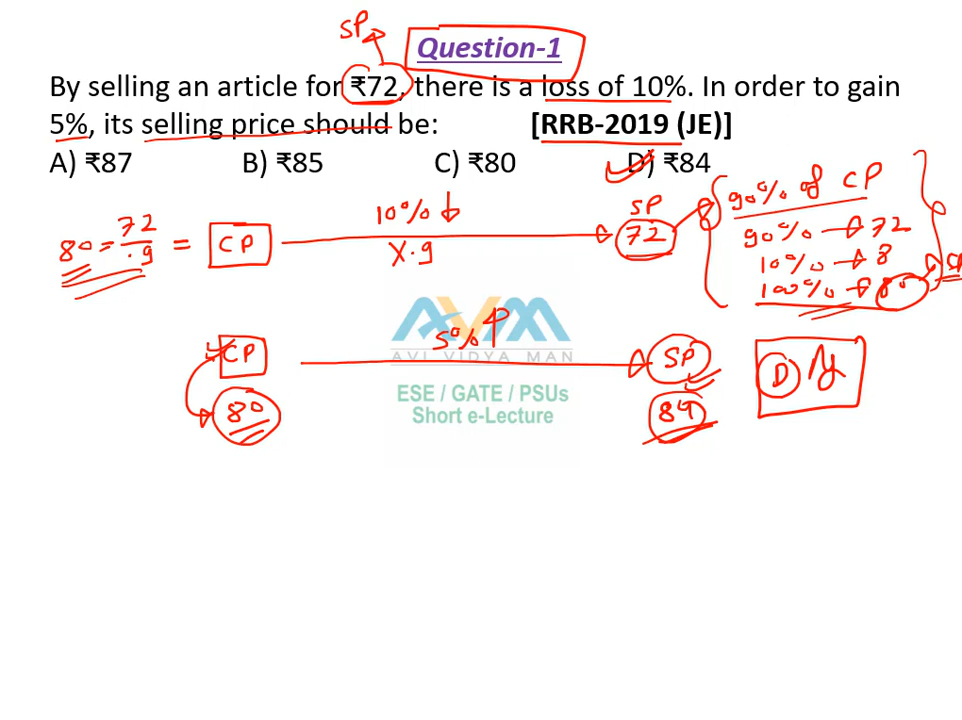 SP
Question-1
By selling an article for ₹72, there is a loss of 10%. In order to gain
5%, its selling price should be: [RRB-2019 (JE)]
A) ₹87 B) ₹85 C) ₹80 D) ₹84
80 = 72/.9 = CP 10% ↓ x.9 SP 72
90% of CP
90% → 72
10% → 8
100% → 80
AVM
AVI VIDYA MAN
CP 5% ↑ SP
80 84
D
ESE / GATE / PSUs
Short e-Lecture